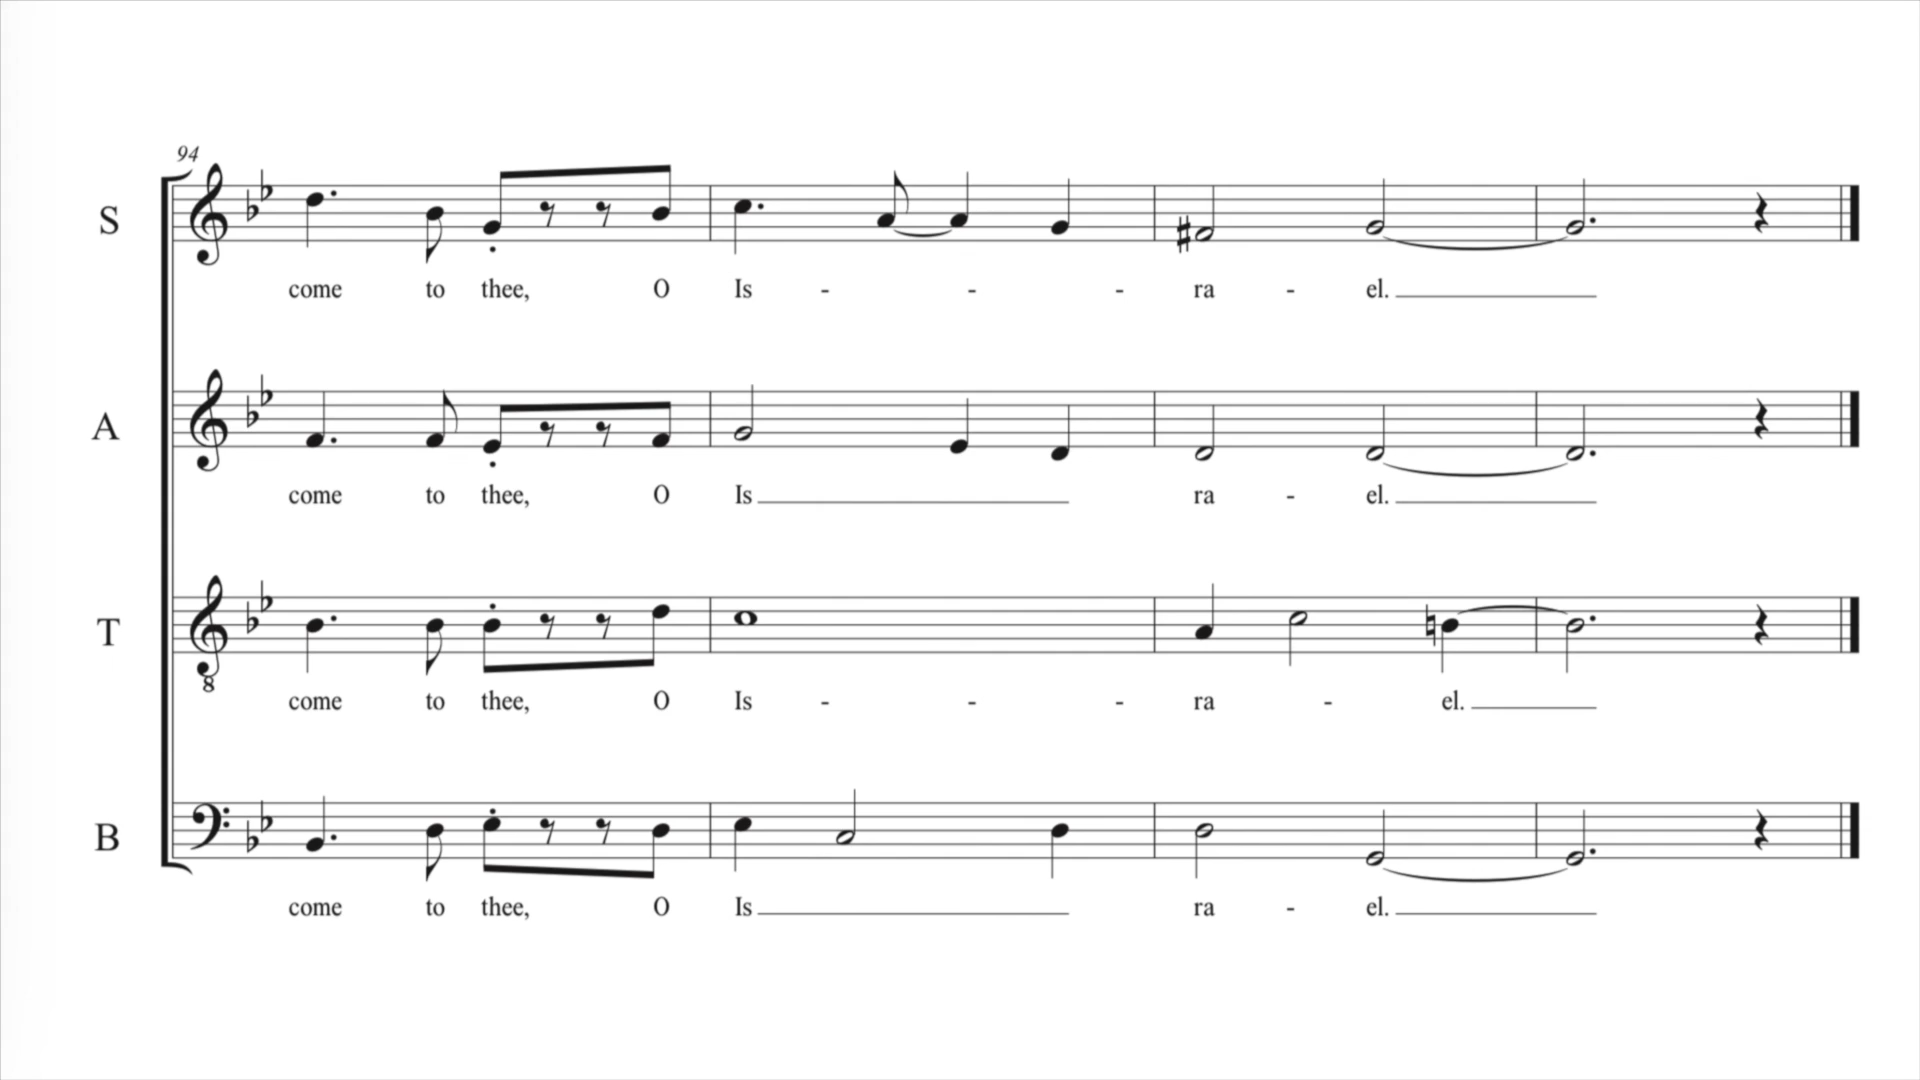 94
S
come to thee, O Is - - - ra - el.
A
come to thee, O Is ra - el.
T
8
come to thee, O Is - - - ra - el.
B
come to thee, O Is ra - el.